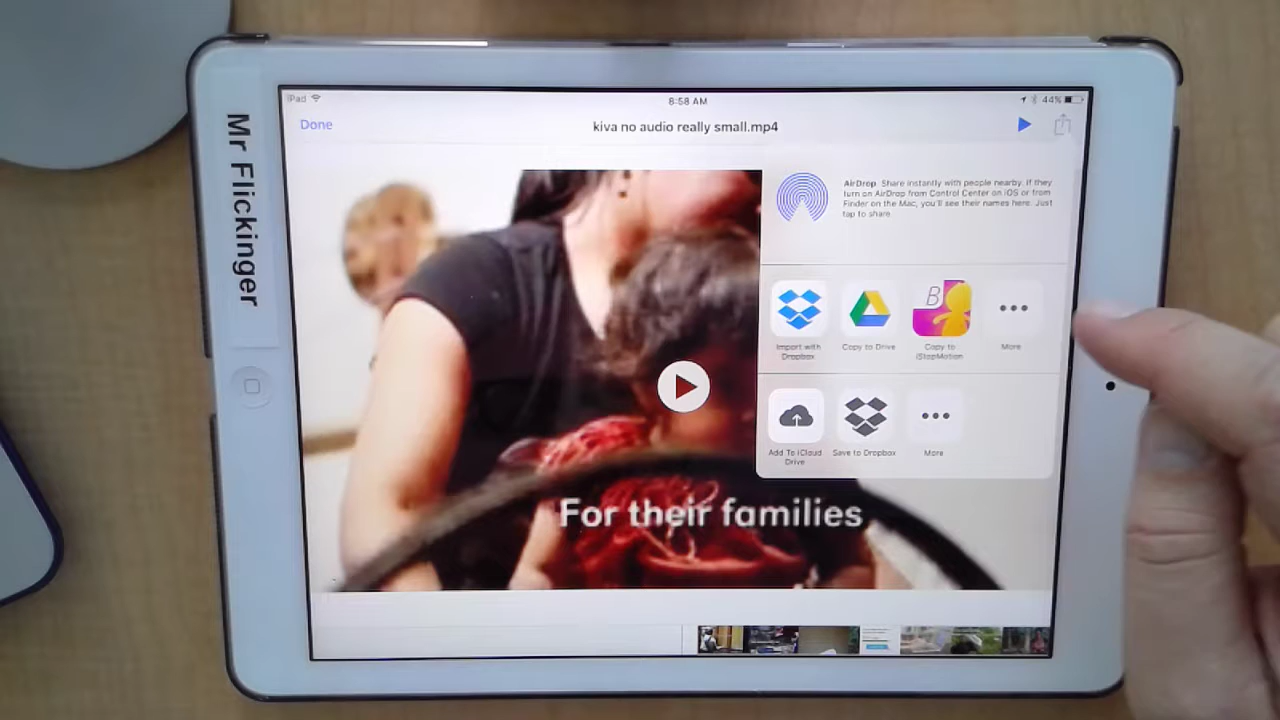 Mr Flickinger
iPad
8:58 AM
44%
Done
kiva no audio really small.mp4
AirDrop Share instantly with people nearby. If they
turn on AirDrop from Control Center on iOS or from
Finder on the Mac, you'll see their names here. Just
tap to share.
B
Import with
Dropbox
Copy to Drive
Copy to
iStopMotion
More
Add To iCloud
Drive
Save to Dropbox
More
For their families